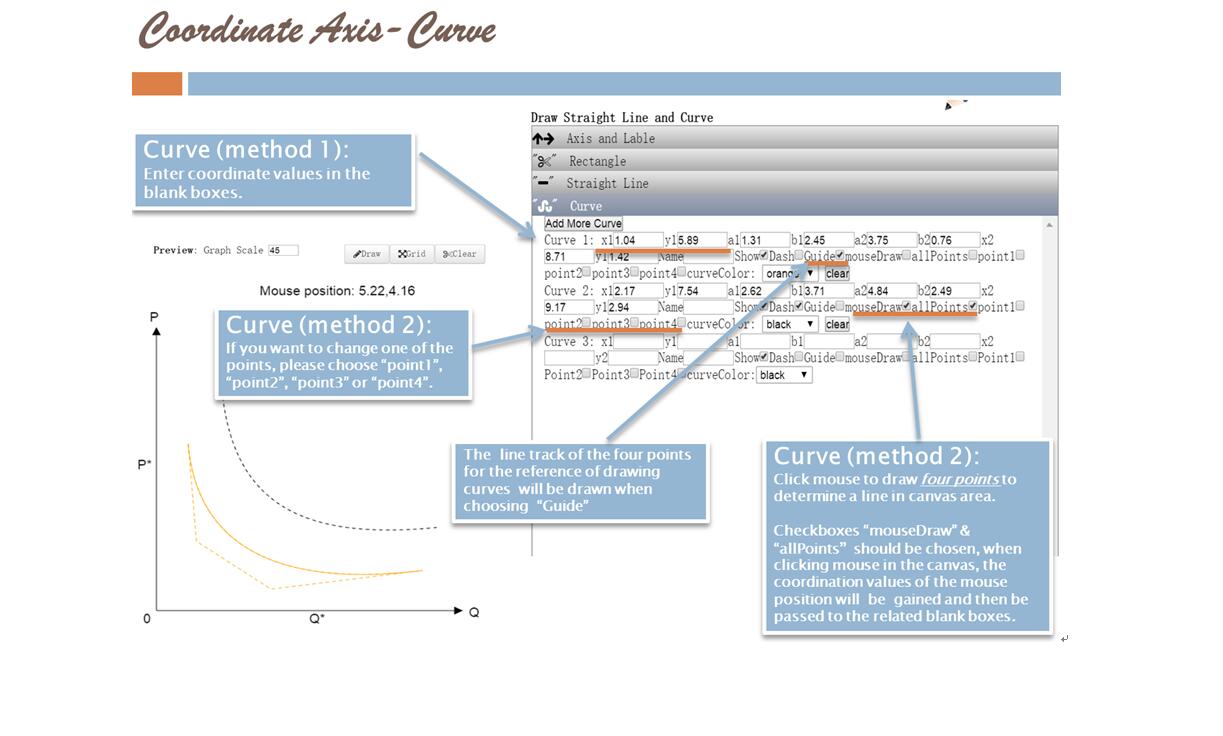 Coordinate Axis-Curve
Draw Straight Line and Curve
Axis and Lable
Rectangle
Straight Line
Curve
Curve (method 1):
Enter coordinate values in the
blank boxes.
Preview: Graph Scale 45
Draw Grid Clear
Mouse position: 5.22,4.16
Add More Curve
Curve 1: x1 1.04 y1 5.89 a1 1.31 b1 2.45 a2 3.75 b2 0.76 x2
8.71 y1 1.42 Name Show Dash Guide mouseDraw allPoints point1
point2 point3 point4 curveColor: orange clear
Curve 2: x1 2.17 y1 7.54 a1 2.62 b1 3.71 a2 4.84 b2 2.49 x2
9.17 y1 2.94 Name Show Dash Guide mouseDraw allPoints point1
point2 point3 point4 curveColor: black clear
Curve 3: x1 y1 a1 b1 a2 b2 x2
y2 Name Show Dash Guide mouseDraw allPoints Point1
Point2 Point3 Point4 curveColor: black
P
Curve (method 2):
If you want to change one of the
points, please choose “point1”,
“point2”, “point3” or “point4”.
P*
0
Q*
Q
The line track of the four points
for the reference of drawing
curves will be drawn when
choosing “Guide”
Curve (method 2):
Click mouse to draw four points to
determine a line in canvas area.
Checkboxes “mouseDraw” &
“allPoints” should be chosen, when
clicking mouse in the canvas, the
coordination values of the mouse
position will be gained and then be
passed to the related blank boxes.